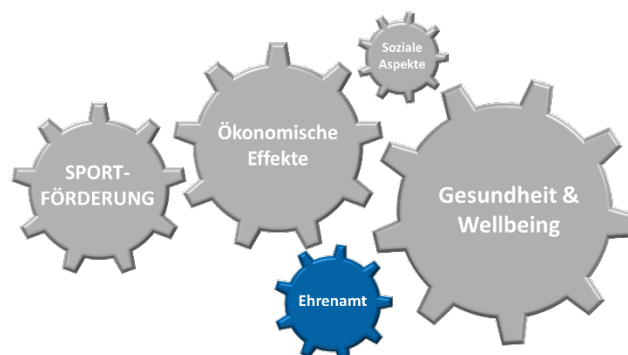 Soziale
Aspekte
Ökonomische
Effekte
SPORT-
FÖRDERUNG
Gesundheit &
Wellbeing
Ehrenamt